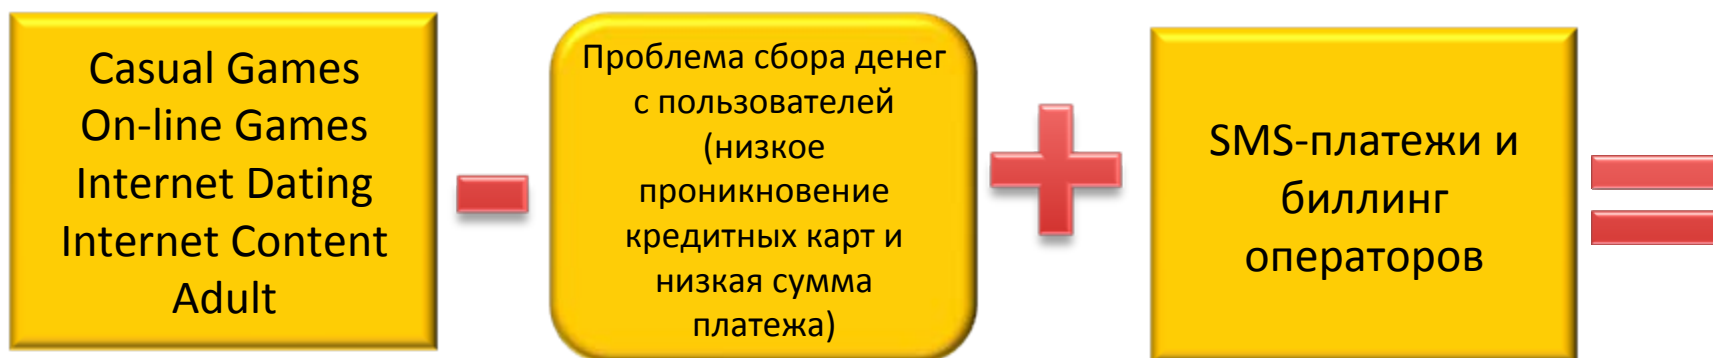 Casual Games
On-line Games
Internet Dating
Internet Content
Adult
Проблема сбора денег
с пользователей
(низкое
проникновение
кредитных карт и
низкая сумма
платежа)
SMS-платежи и
биллинг
операторов